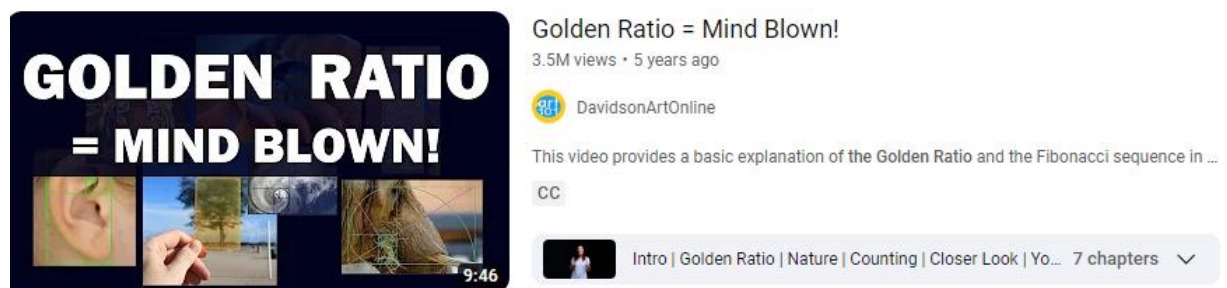 GOLDEN RATIO
= MIND BLOWN!
9:46
Golden Ratio = Mind Blown!
3.5M views • 5 years ago
art
101
DavidsonArtOnline
This video provides a basic explanation of the Golden Ratio and the Fibonacci sequence in ...
CC
Intro | Golden Ratio | Nature | Counting | Closer Look | Yo... 7 chapters